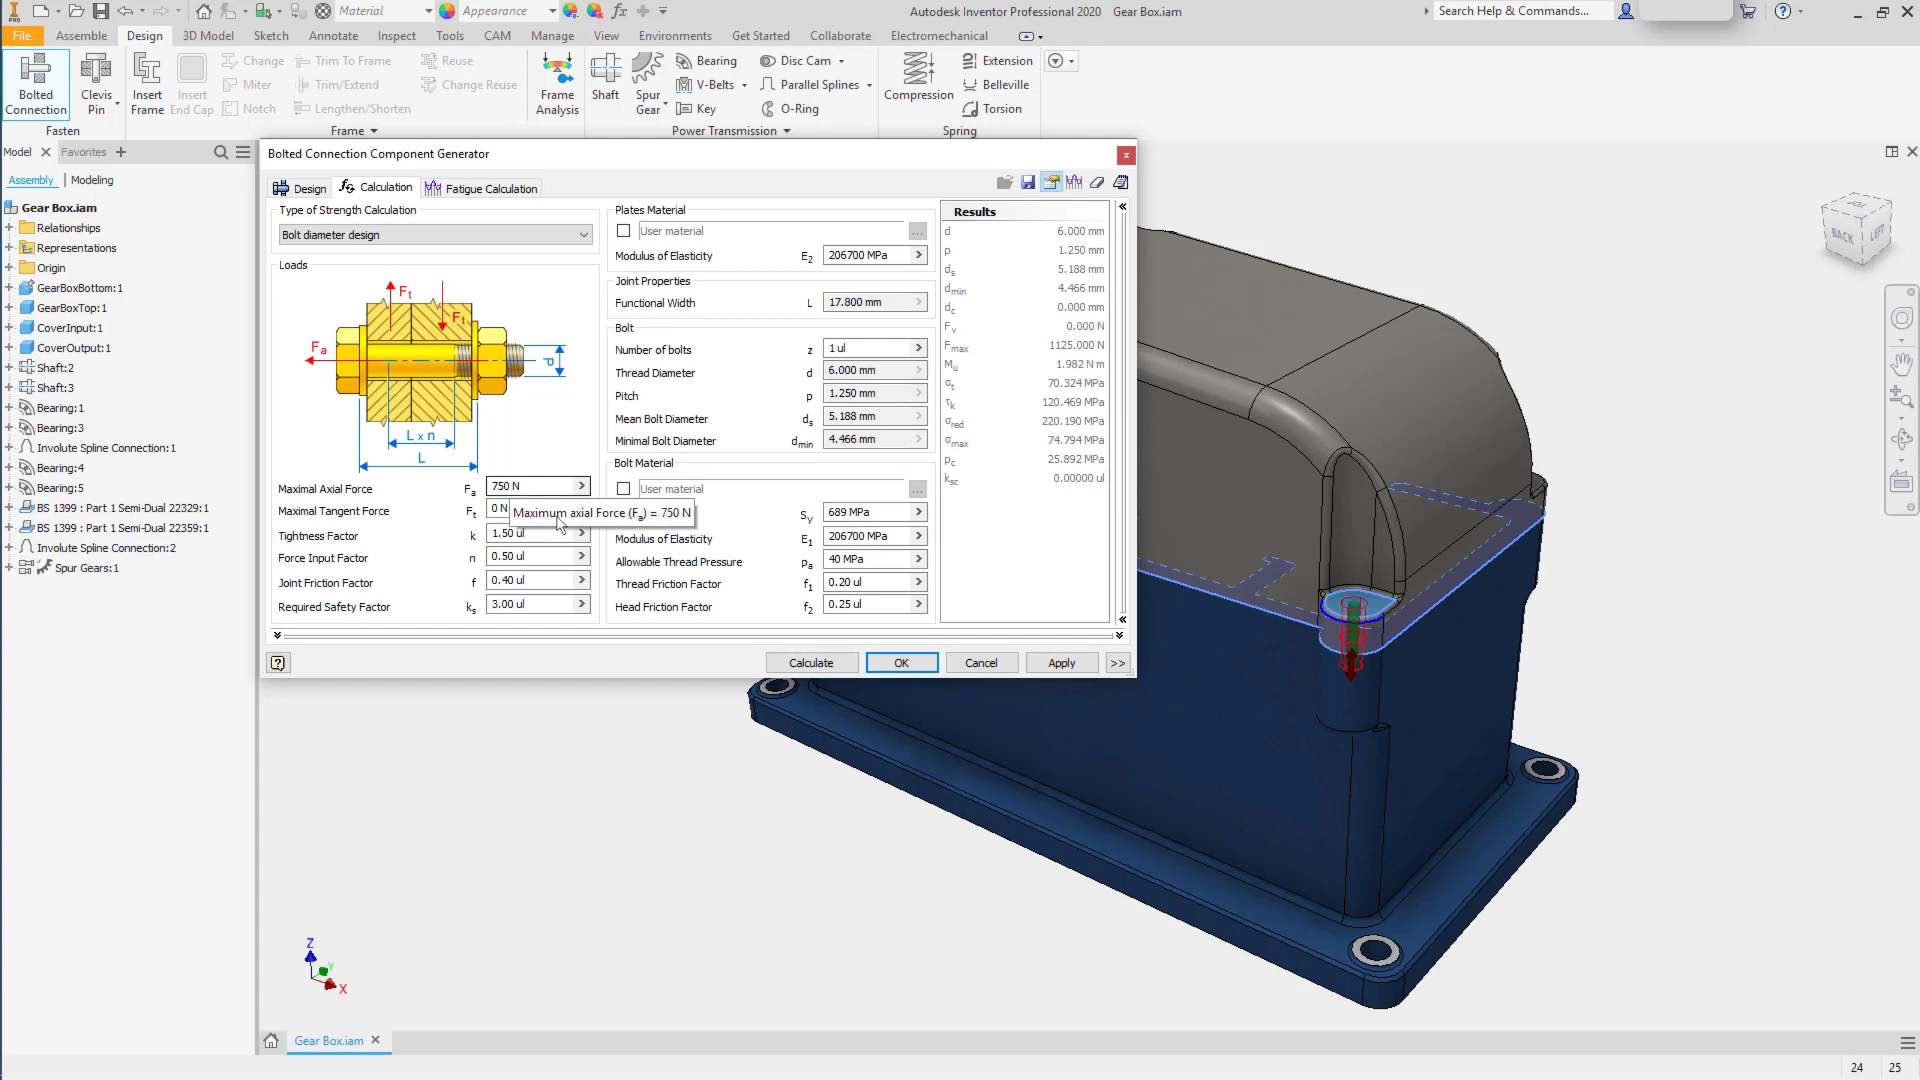 PRO
Material
Appearance
Autodesk Inventor Professional 2020 Gear Box.iam
Search Help & Commands...
File Assemble Design 3D Model Sketch Annotate Inspect Tools CAM Manage View Environments Get Started Collaborate Electromechanical
Bolted Connection
Clevis Pin
Insert Frame
Insert End Cap
Change
Miter
Notch
Trim To Frame
Trim/Extend
Lengthen/Shorten
Reuse
Change Reuse
Frame Analysis
Shaft
Spur Gear
Bearing
V-Belts
Key
Disc Cam
Parallel Splines
O-Ring
Compression
Extension
Belleville
Torsion
Fasten
Frame
Power Transmission
Spring
Model
Favorites
Assembly | Modeling
Gear Box.iam
Relationships
Representations
Origin
GearBoxBottom:1
GearBoxTop:1
CoverInput:1
CoverOutput:1
Shaft:2
Shaft:3
Bearing:1
Bearing:3
Involute Spline Connection:1
Bearing:4
Bearing:5
BS 1399 : Part 1 Semi-Dual 22329:1
BS 1399 : Part 1 Semi-Dual 22359:1
Involute Spline Connection:2
Spur Gears:1
Bolted Connection Component Generator
Design
Calculation
Fatigue Calculation
Type of Strength Calculation
Bolt diameter design
Loads
Ft
Ft
Fa
d
L x n
L
Maximal Axial Force Fa 750 N
Maximal Tangent Force Ft 0 N
Maximum axial Force (Fa) = 750 N
Tightness Factor k 1.50 ul
Force Input Factor n 0.50 ul
Joint Friction Factor f 0.40 ul
Required Safety Factor ks 3.00 ul
Plates Material
User material
...
Modulus of Elasticity E2 206700 MPa
Joint Properties
Functional Width L 17.800 mm
Bolt
Number of bolts z 1 ul
Thread Diameter d 6.000 mm
Pitch p 1.250 mm
Mean Bolt Diameter ds 5.188 mm
Minimal Bolt Diameter dmin 4.466 mm
Bolt Material
User material
...
Sy 689 MPa
Modulus of Elasticity E1 206700 MPa
Allowable Thread Pressure pa 40 MPa
Thread Friction Factor f1 0.20 ul
Head Friction Factor f2 0.25 ul
Results
d 6.000 mm
p 1.250 mm
ds 5.188 mm
dmin 4.466 mm
dc 0.000 mm
Fv 0.000 N
Fmax 1125.000 N
Mu 1.982 N m
σt 70.324 MPa
τk 120.469 MPa
σred 220.190 MPa
σmax 74.794 MPa
pc 25.892 MPa
ksc 0.00000 ul
Calculate
OK
Cancel
Apply
>>
BACK
LEFT
Z
Y
X
Gear Box.iam
24 25